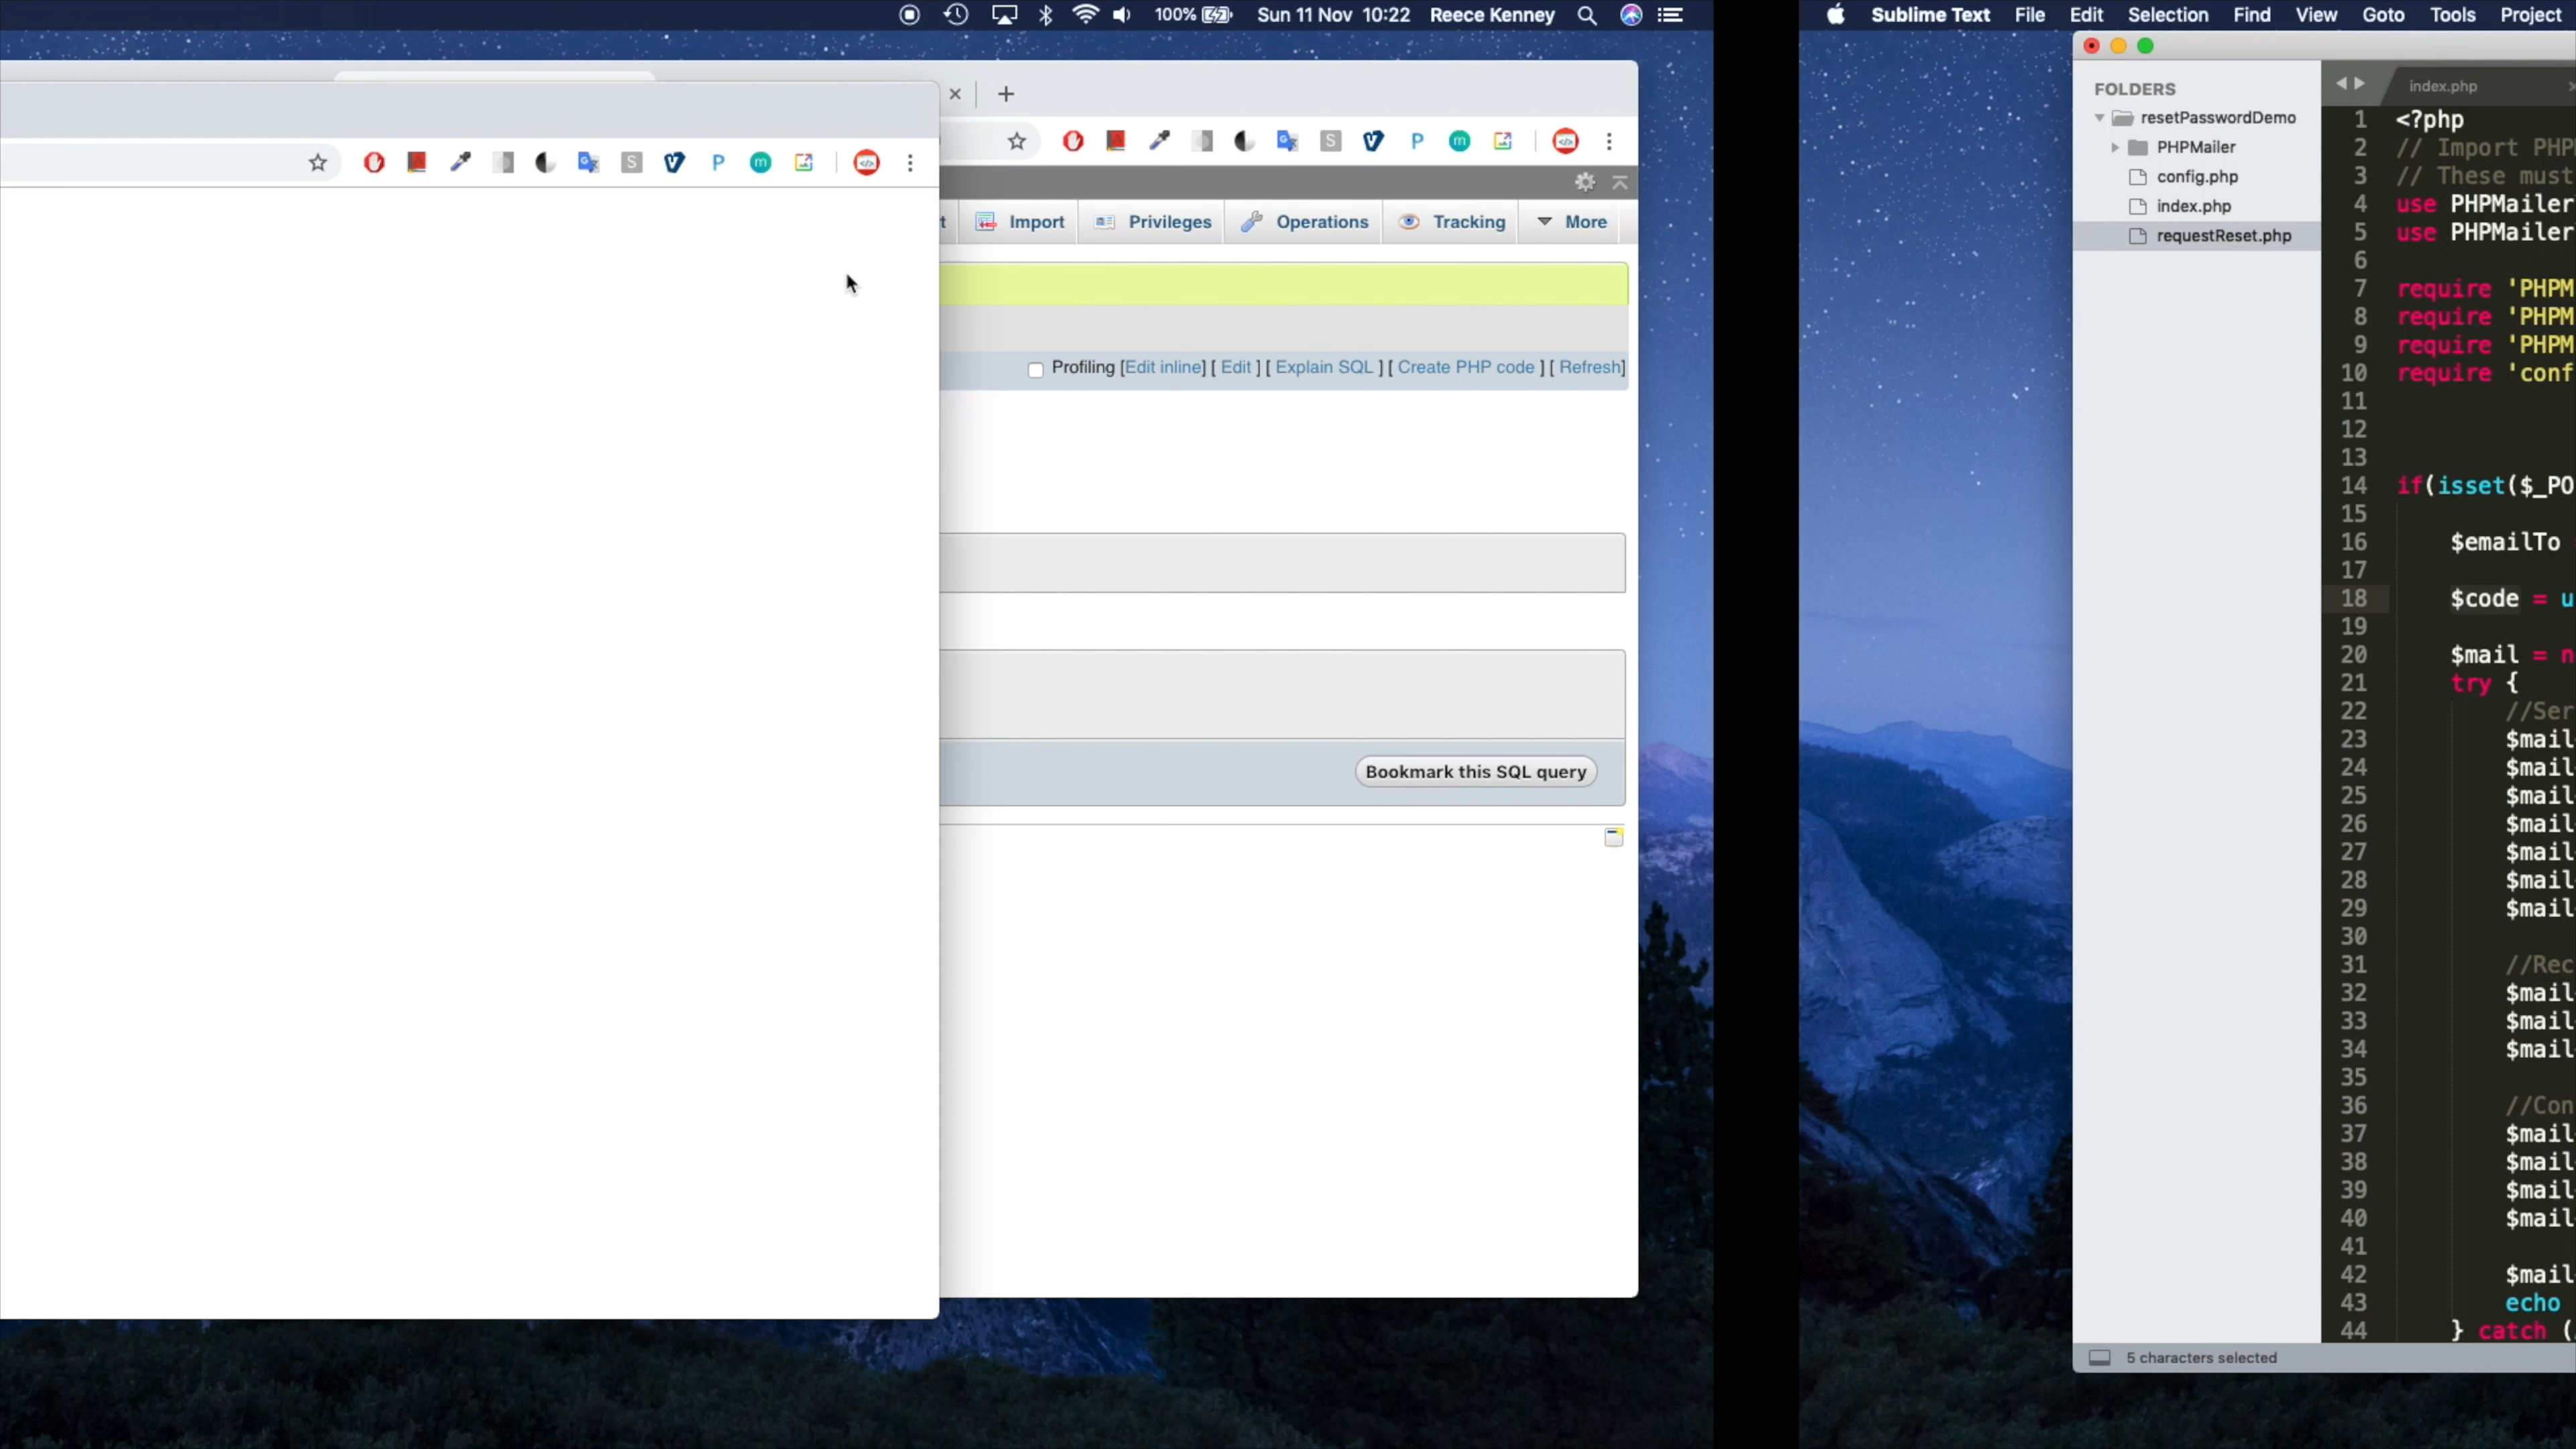 100% Sun 11 Nov 10:22 Reece Kenney
Import Privileges Operations Tracking More
Profiling [Edit inline] [ Edit ] [ Explain SQL ] [ Create PHP code ] [ Refresh]
Bookmark this SQL query
Sublime Text File Edit Selection Find View Goto Tools Project
FOLDERS
resetPasswordDemo
PHPMailer
config.php
index.php
requestReset.php
index.php
1 <?php
2 // Import PHP
3 // These must
4 use PHPMailer
5 use PHPMailer
6
7 require 'PHPM
8 require 'PHPM
9 require 'PHPM
10 require 'conf
11
12
13
14 if(isset($_PO
15
16 $emailTo
17
18 $code = u
19
20 $mail = n
21 try {
22 //Ser
23 $mail
24 $mail
25 $mail
26 $mail
27 $mail
28 $mail
29 $mail
30
31 //Rec
32 $mail
33 $mail
34 $mail
35
36 //Con
37 $mail
38 $mail
39 $mail
40 $mail
41
42 $mail
43 echo
44 } catch (
5 characters selected